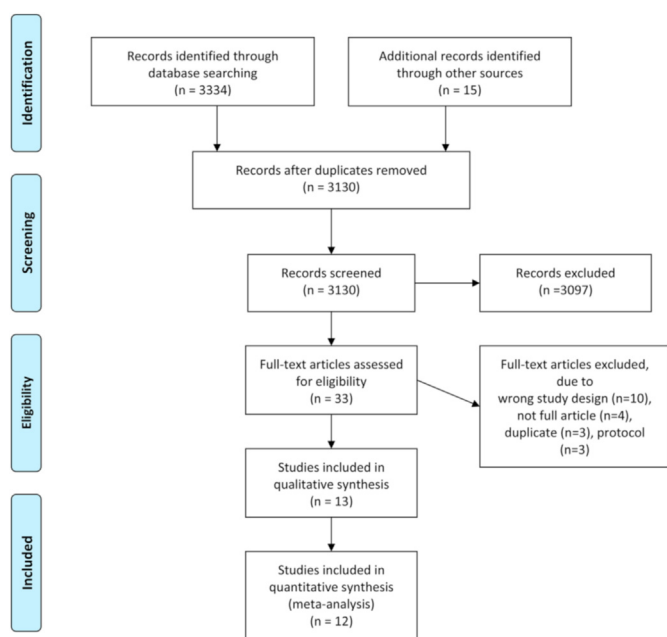 Identification
Records identified through
database searching
(n = 3334)
Additional records identified
through other sources
(n = 15)
Records after duplicates removed
(n = 3130)
Screening
Records screened
(n = 3130)
Records excluded
(n =3097)
Eligibility
Full-text articles assessed
for eligibility
(n = 33)
Full-text articles excluded,
due to
wrong study design (n=10),
not full article (n=4),
duplicate (n=3), protocol
(n=3)
Studies included in
qualitative synthesis
(n = 13)
Included
Studies included in
quantitative synthesis
(meta-analysis)
(n = 12)